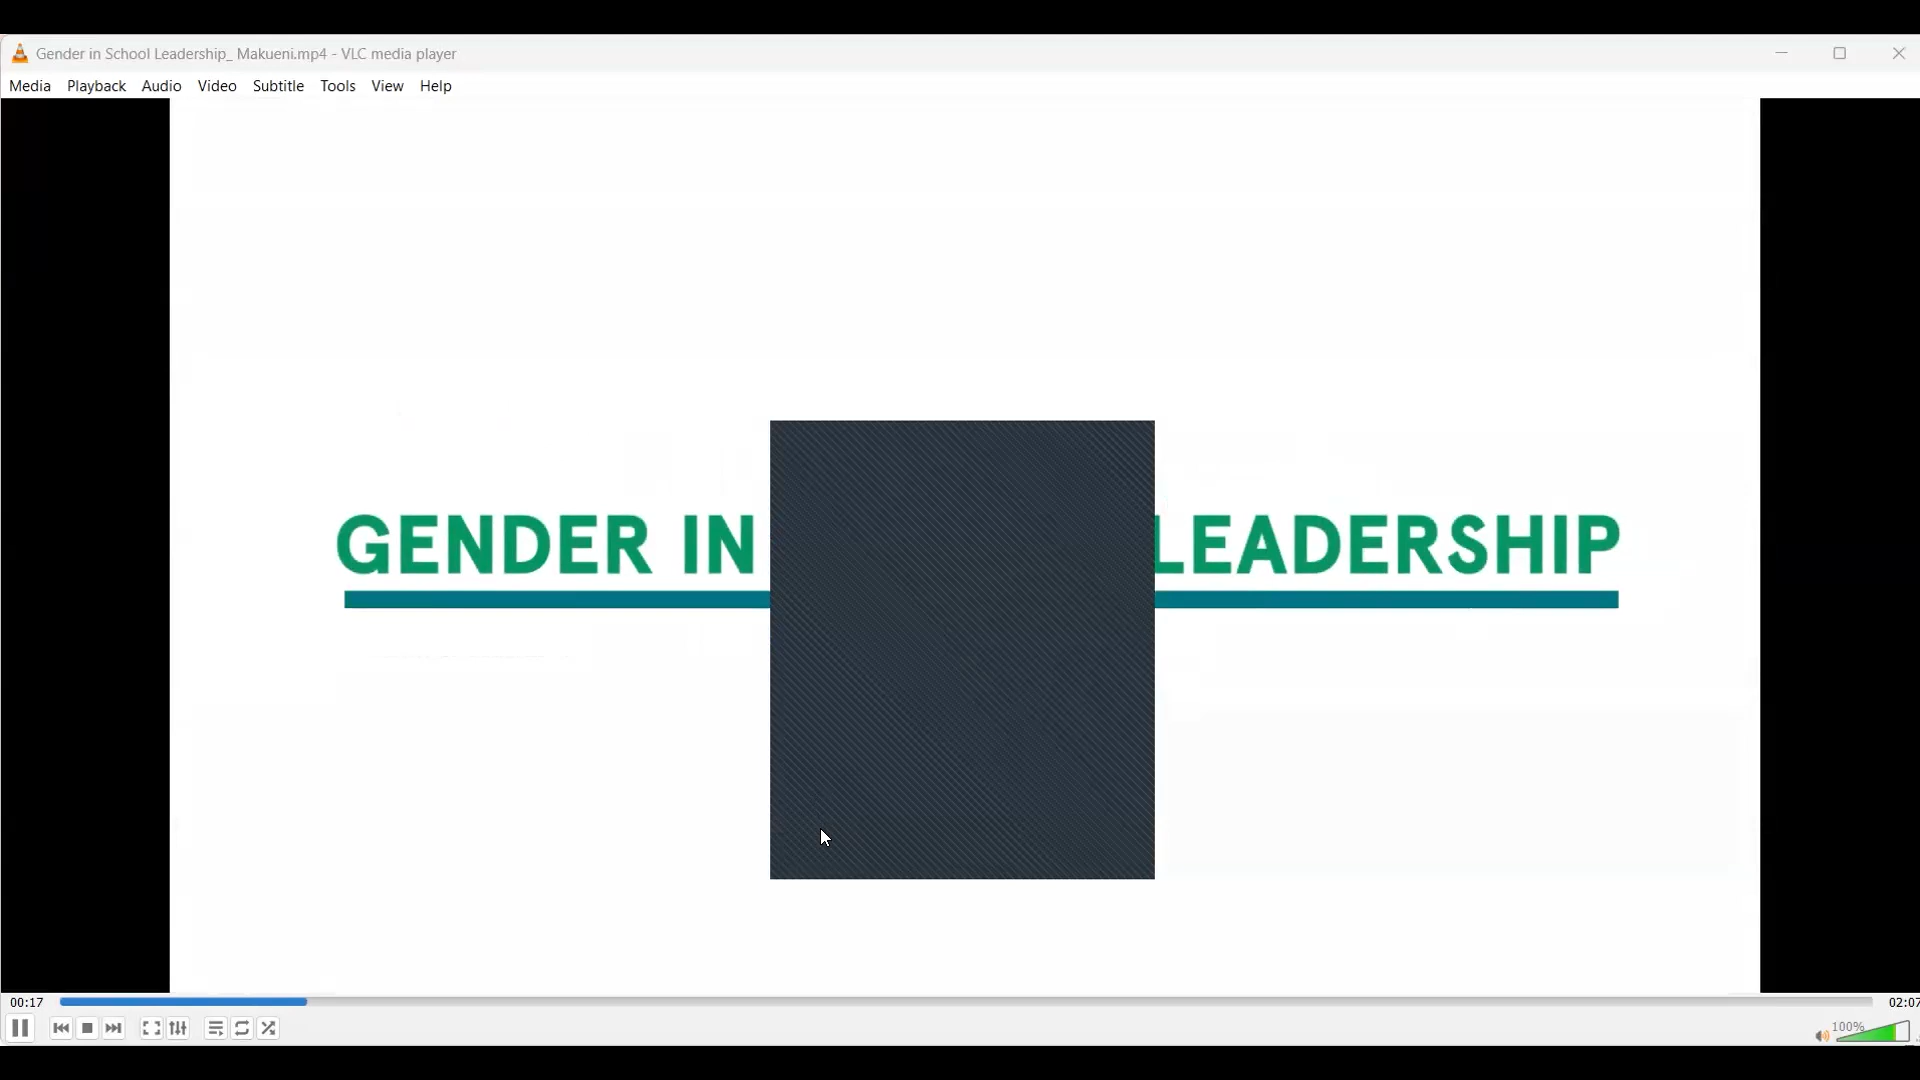 Gender in School Leadership_ Makueni.mp4 - VLC media player
Media Playback Audio Video Subtitle Tools View Help
GENDER IN LEADERSHIP
00:17 02:07
100%